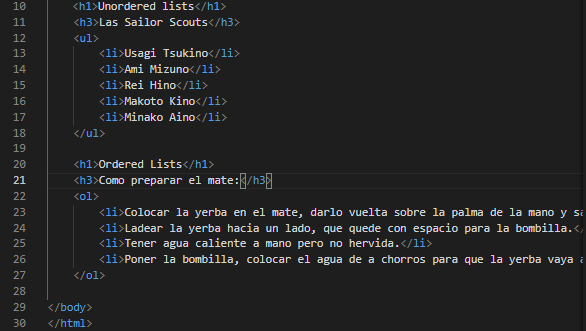 10 <h1>Unordered lists</h1>
11 <h3>Las Sailor Scouts</h3>
12 <ul>
13 <li>Usagi Tsukino</li>
14 <li>Ami Mizuno</li>
15 <li>Rei Hino</li>
16 <li>Makoto Kino</li>
17 <li>Minako Aino</li>
18 </ul>
19
20 <h1>Ordered Lists</h1>
21 <h3>Como preparar el mate:</h3>
22 <ol>
23 <li>Colocar la yerba en el mate, darlo vuelta sobre la palma de la mano y sa
24 <li>Ladear la yerba hacia un lado, que quede con espacio para la bombilla.</
25 <li>Tener agua caliente a mano pero no hervida.</li>
26 <li>Poner la bombilla, colocar el agua de a chorros para que la yerba vaya a
27 </ol>
28
29 </body>
30 </html>